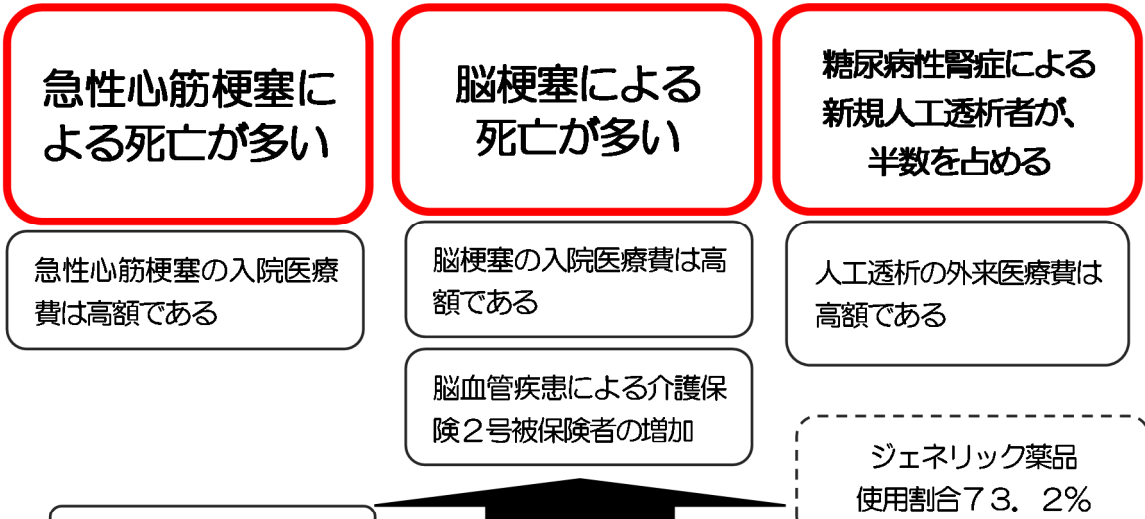 急性心筋梗塞に
よる死亡が多い
脳梗塞による
死亡が多い
糖尿病性腎症による
新規人工透析者が、
半数を占める
急性心筋梗塞の入院医療
費は高額である
脳梗塞の入院医療費は高
額である
人工透析の外来医療費は
高額である
脳血管疾患による介護保
険2号被保険者の増加
ジェネリック薬品
使用割合73．2%